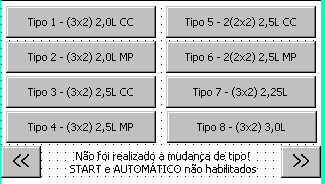 Tipo 1 - (3x2) 2,0L CC
Tipo 5 - 2(2x2) 2,5L CC
Tipo 2 - (3x2) 2,0L MP
Tipo 6 - 2(2x2) 2,5L MP
Tipo 3 - (3x2) 2,5L CC
Tipo 7 - (3x2) 2,25L
Tipo 4 - (3x2) 2,5L MP
Tipo 8 - (3x2) 3,0L
<<
Não foi realizado a mudança de tipo!
START e AUTOMÁTICO não habilitados
>>